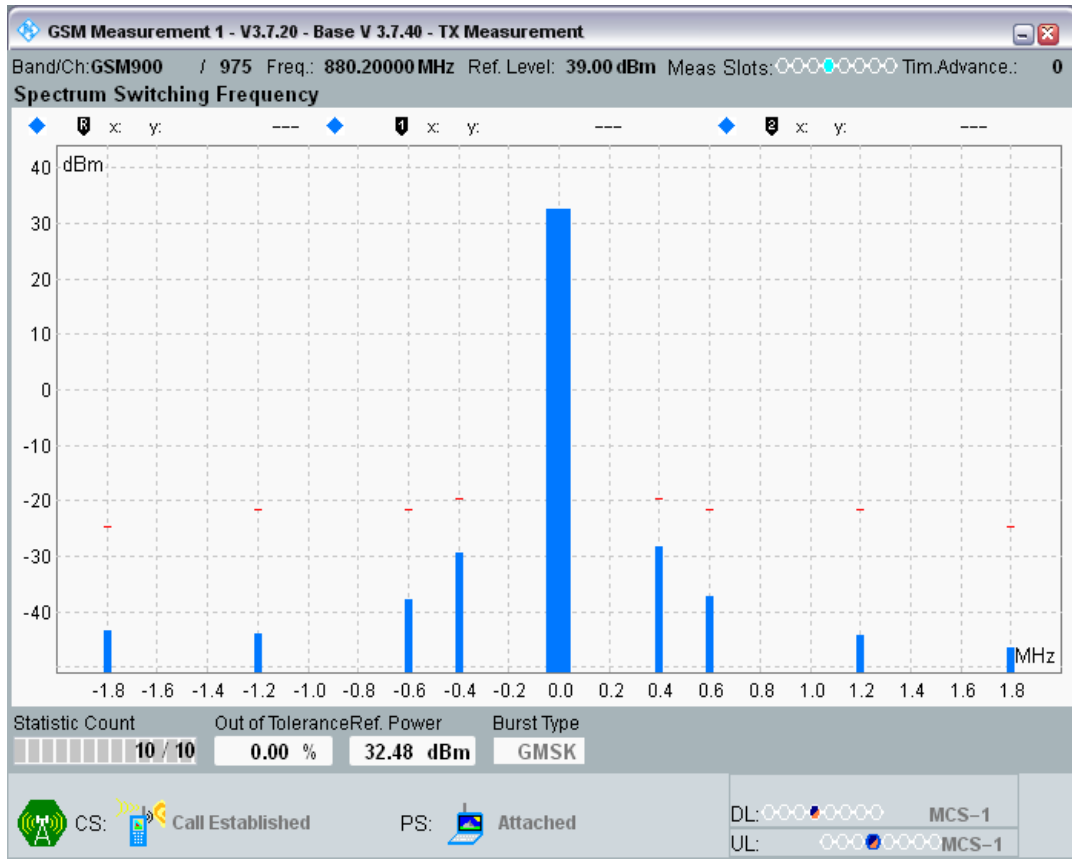 GSM Measurement 1 - V3.7.20 - Base V 3.7.40 - TX Measurement
Band/Ch:GSM900 / 975 Freq.: 880.20000 MHz Ref. Level: 39.00 dBm Meas Slots: Tim.Advance.: 0
Spectrum Switching Frequency
R x: y: --- 1 x: y: --- 2 x: y: ---
dBm
40
30
20
10
0
-10
-20
-30
-40
MHz
-1.8 -1.6 -1.4 -1.2 -1.0 -0.8 -0.6 -0.4 -0.2 0.0 0.2 0.4 0.6 0.8 1.0 1.2 1.4 1.6 1.8
Statistic Count Out of Tolerance Ref. Power Burst Type
10 / 10 0.00 % 32.48 dBm GMSK
CS: Call Established PS: Attached
DL: MCS-1
UL: MCS-1